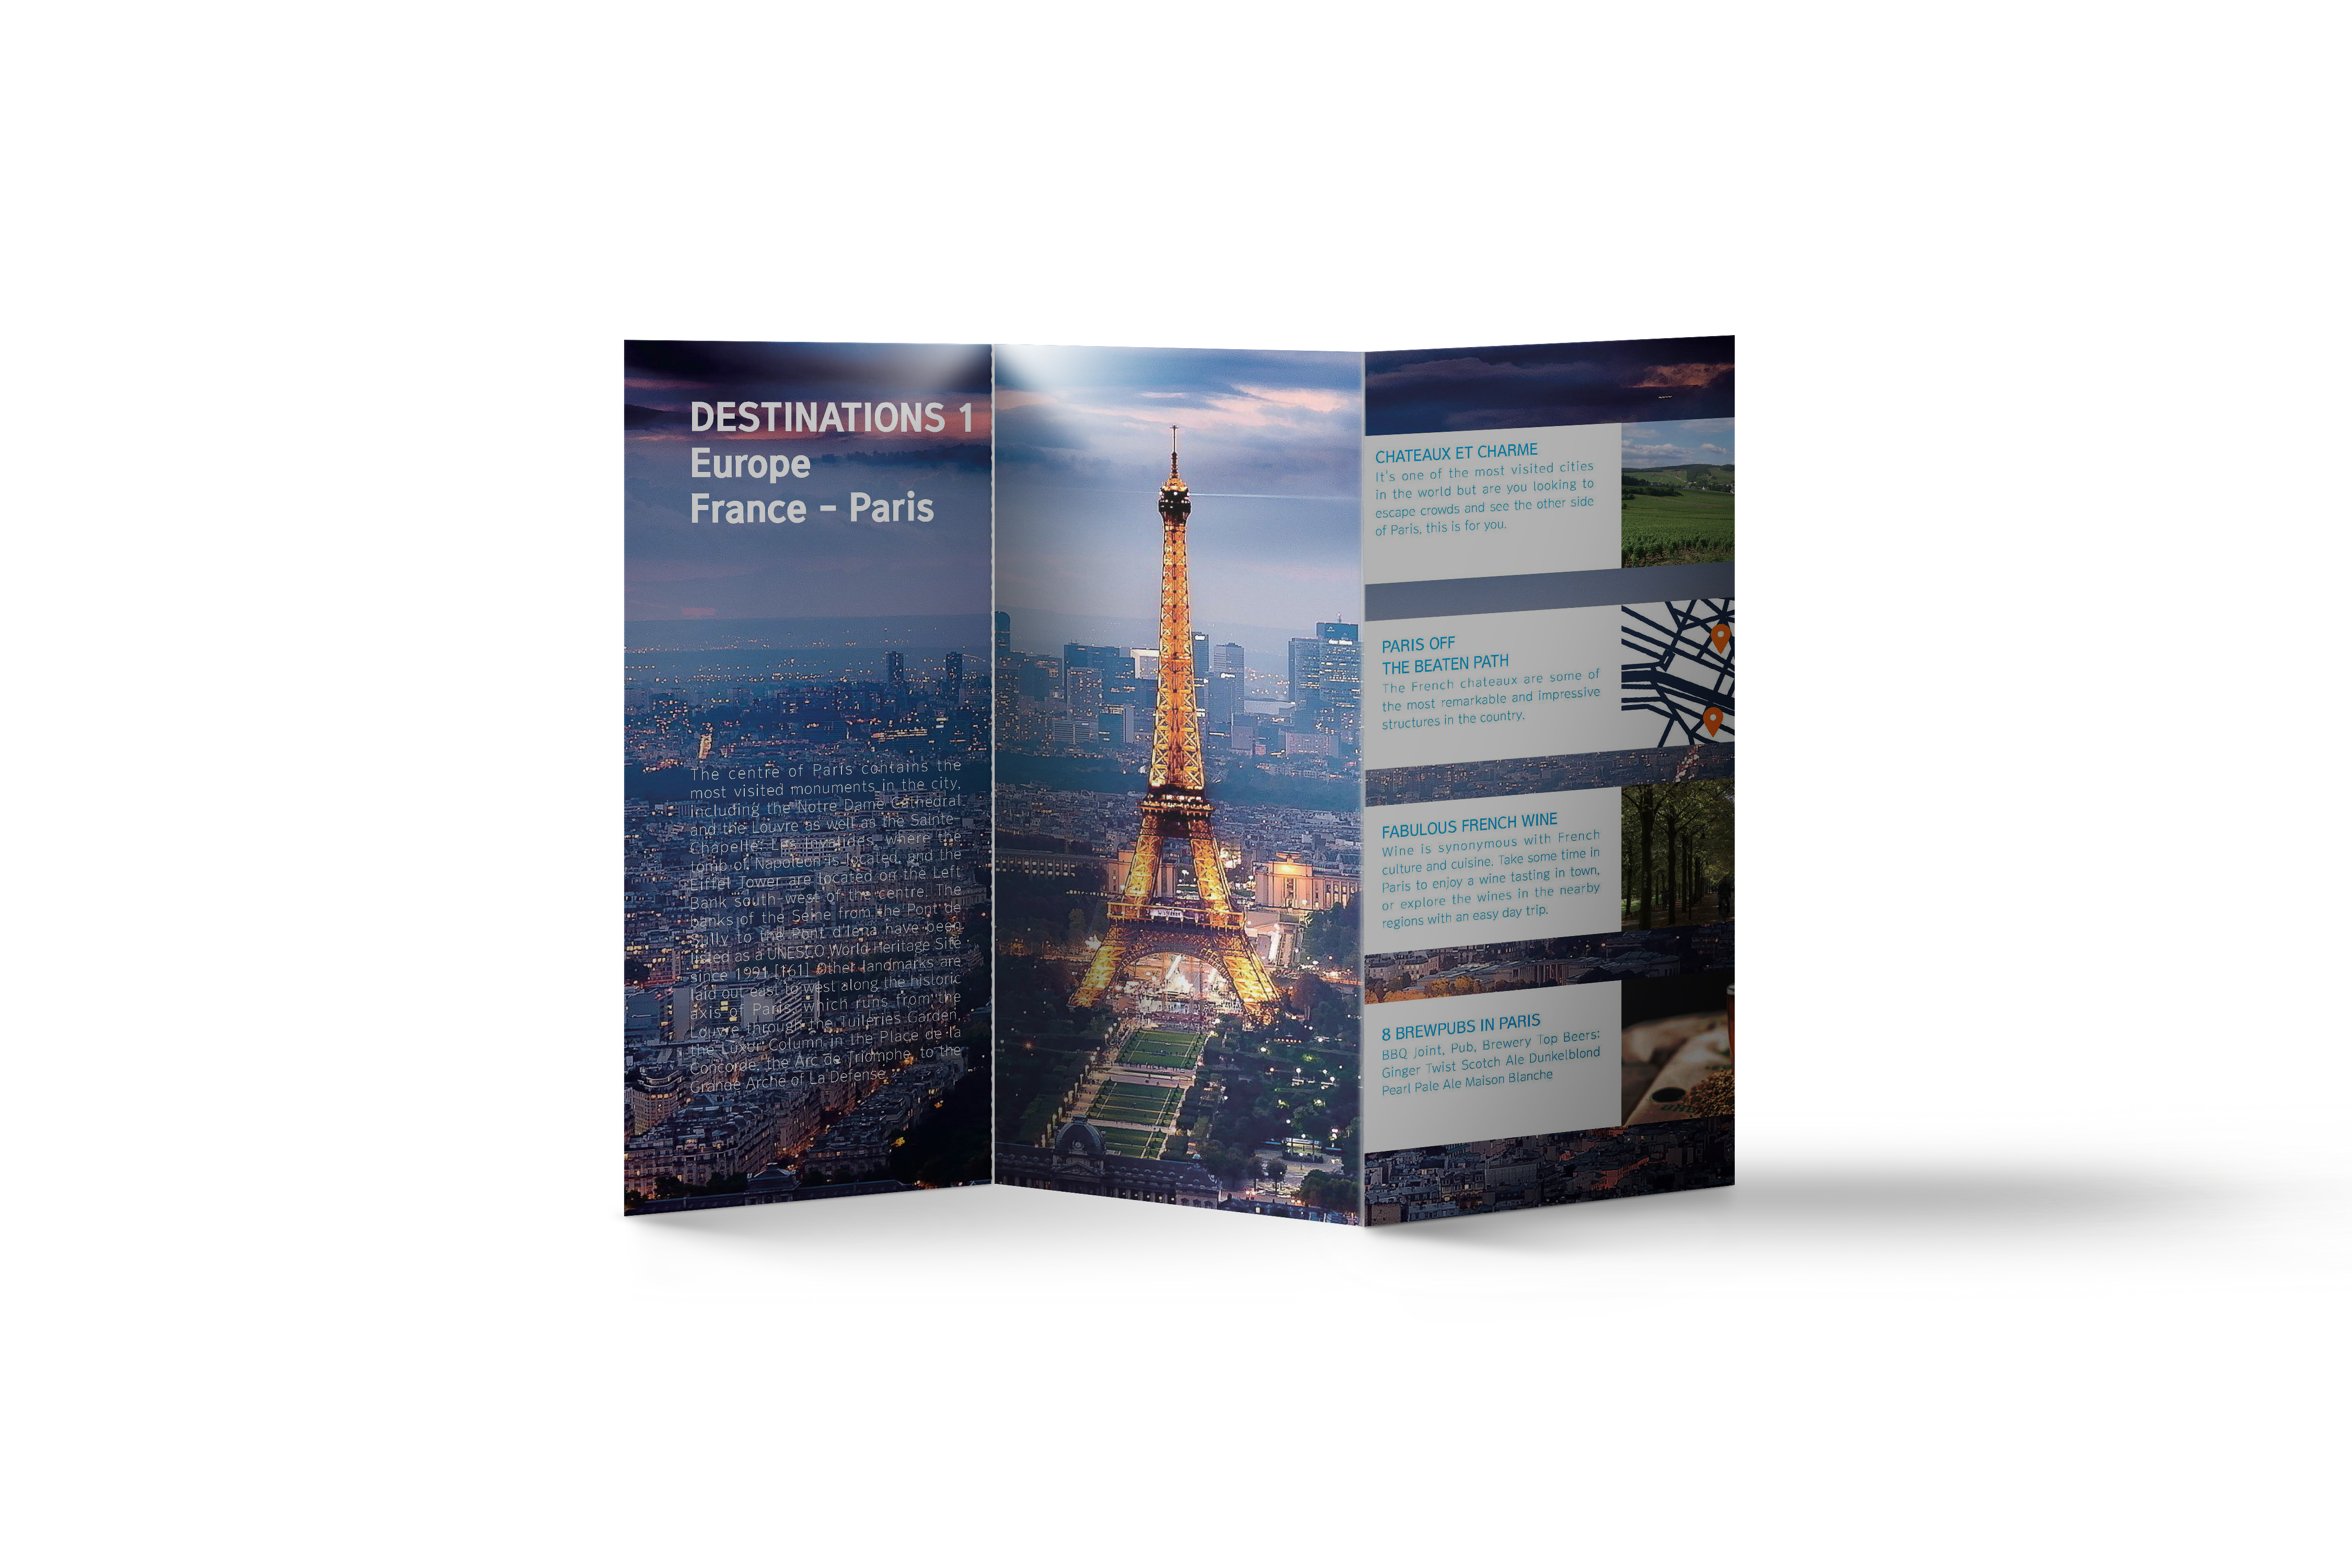 DESTINATIONS 1
Europe
France – Paris
The centre of Paris contains the
most visited monuments in the city,
including the Notre Dame Cathedral
and the Louvre as well as the Sainte-
Chapelle; Les Invalides, where the
tomb of Napoleon is located, and the
Eiffel Tower are located on the Left
Bank south-west of the centre. The
banks of the Seine from the Pont de
Sully to the Pont d'Iéna have been
listed as a UNESCO World Heritage Site
since 1991.[161] Other landmarks are
laid out east to west along the historic
axis of Paris, which runs from the
Louvre through the Tuileries Garden,
the Luxor Column in the Place de la
Concorde, the Arc de Triomphe, to the
Grande Arche of La Défense.
CHATEAUX ET CHARME
It's one of the most visited cities
in the world but are you looking to
escape crowds and see the other side
of Paris, this is for you.
PARIS OFF
THE BEATEN PATH
The French chateaux are some of
the most remarkable and impressive
structures in the country.
FABULOUS FRENCH WINE
Wine is synonymous with French
culture and cuisine. Take some time in
Paris to enjoy a wine tasting in town,
or explore the wines in the nearby
regions with an easy day trip.
8 BREWPUBS IN PARIS
BBQ Joint, Pub, Brewery Top Beers:
Ginger Twist Scotch Ale Dunkelblond
Pearl Pale Ale Maison Blanche